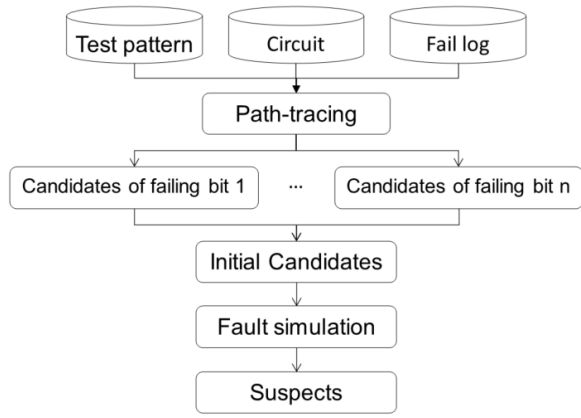 Test pattern
Circuit
Fail log
Path-tracing
Candidates of failing bit 1
...
Candidates of failing bit n
Initial Candidates
Fault simulation
Suspects